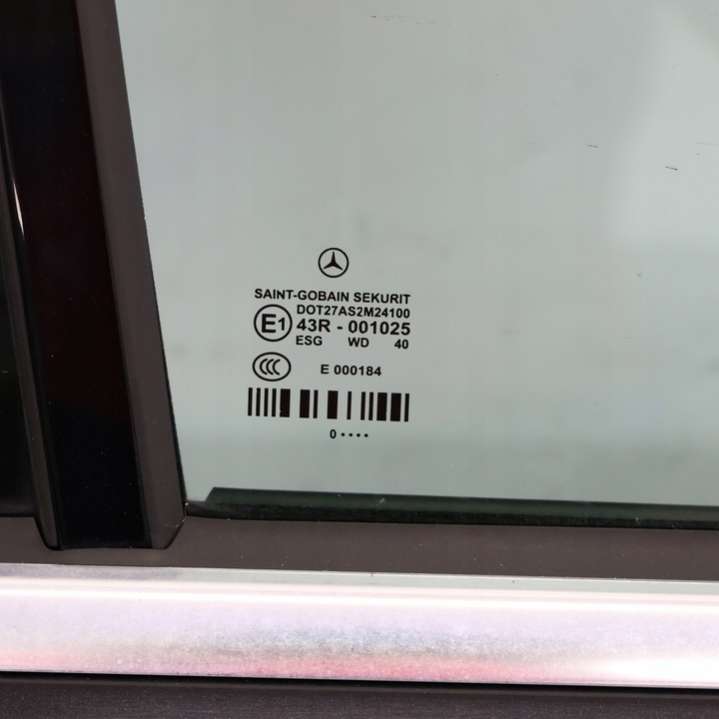 SAINT-GOBAIN SEKURIT
DOT27AS2M24100
E1 43R - 001025
ESG WD 40
CCC E 000184
0 ••••